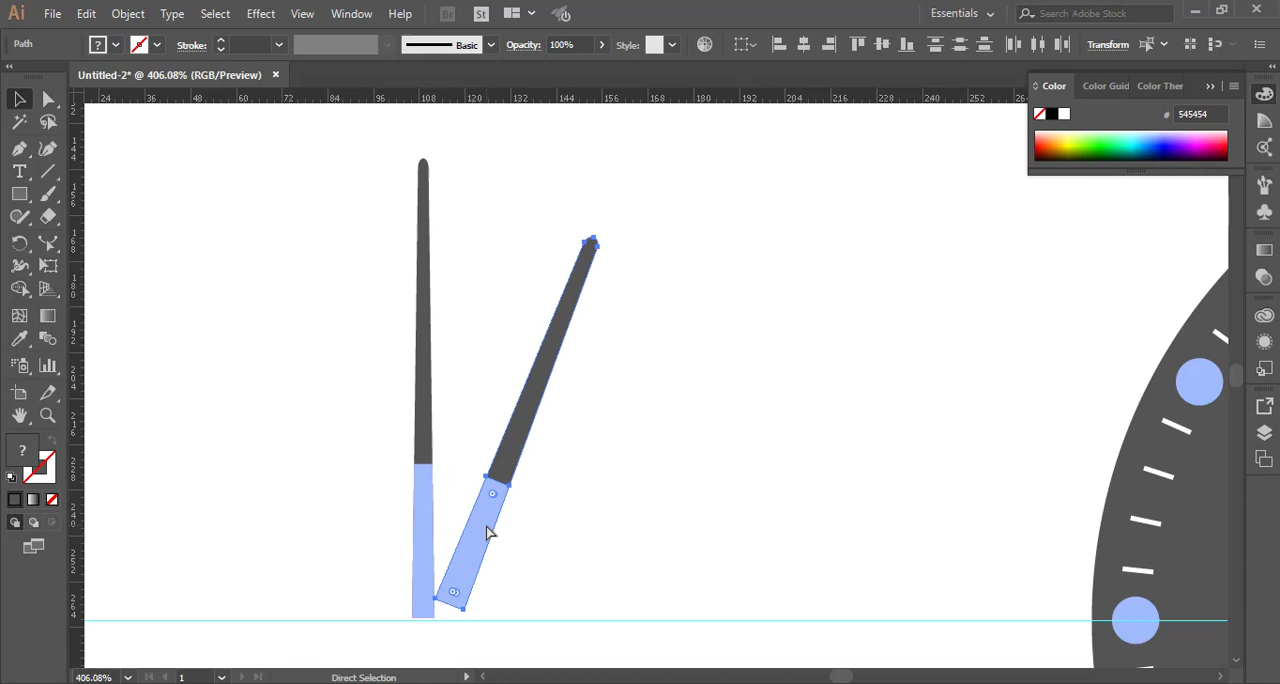 Ai File Edit Object Type Select Effect View Window Help Br St Essentials Search Adobe Stock
Path ? Stroke: Basic Opacity: 100% Style: Transform
Untitled-2* @ 406.08% (RGB/Preview) ×
24 36 48 60 72 84 96 108 120 132 144 156 168 180 192 204 216 228 240 252
Color Color Guid Color Ther
# 545454
T
?
406.08% 1 Direct Selection